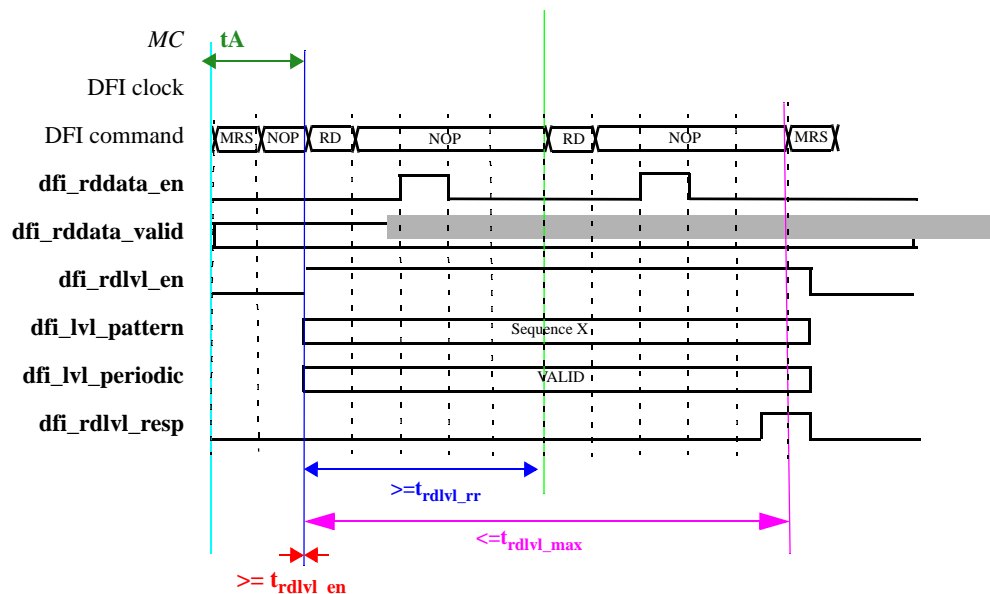 MC tA
DFI clock
DFI command MRS NOP RD NOP RD NOP MRS
dfi_rddata_en
dfi_rddata_valid
dfi_rdlvl_en
dfi_lvl_pattern Sequence X
dfi_lvl_periodic VALID
dfi_rdlvl_resp
>=trdlvl_rr
<=trdlvl_max
>= trdlvl_en